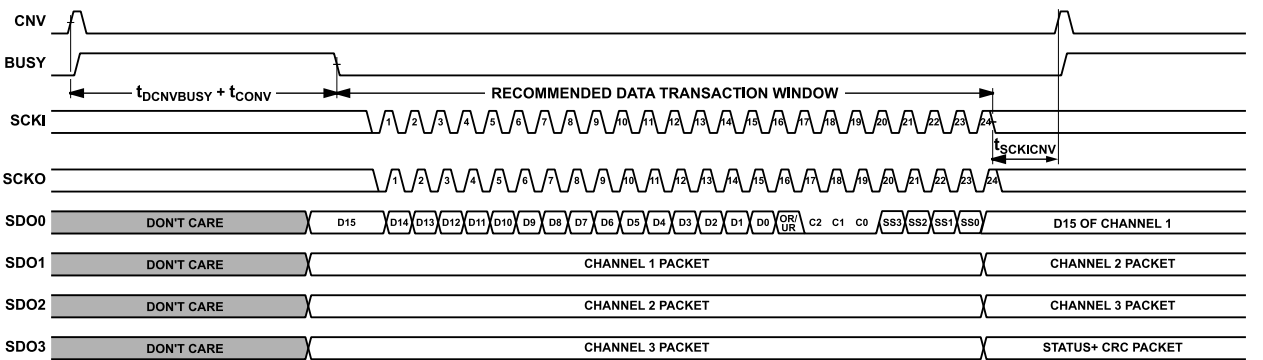 CNV
BUSY
tDCNVBUSY + tCONV
RECOMMENDED DATA TRANSACTION WINDOW
SCKI 1 2 3 4 5 6 7 8 9 10 11 12 13 14 15 16 17 18 19 20 21 22 23 24
tSCKICNV
SCKO 1 2 3 4 5 6 7 8 9 10 11 12 13 14 15 16 17 18 19 20 21 22 23 24
SDO0 DON'T CARE D15 D14 D13 D12 D11 D10 D9 D8 D7 D6 D5 D4 D3 D2 D1 D0 OR/UR C2 C1 C0 SS3 SS2 SS1 SS0 D15 OF CHANNEL 1
SDO1 DON'T CARE CHANNEL 1 PACKET CHANNEL 2 PACKET
SDO2 DON'T CARE CHANNEL 2 PACKET CHANNEL 3 PACKET
SDO3 DON'T CARE CHANNEL 3 PACKET STATUS+ CRC PACKET